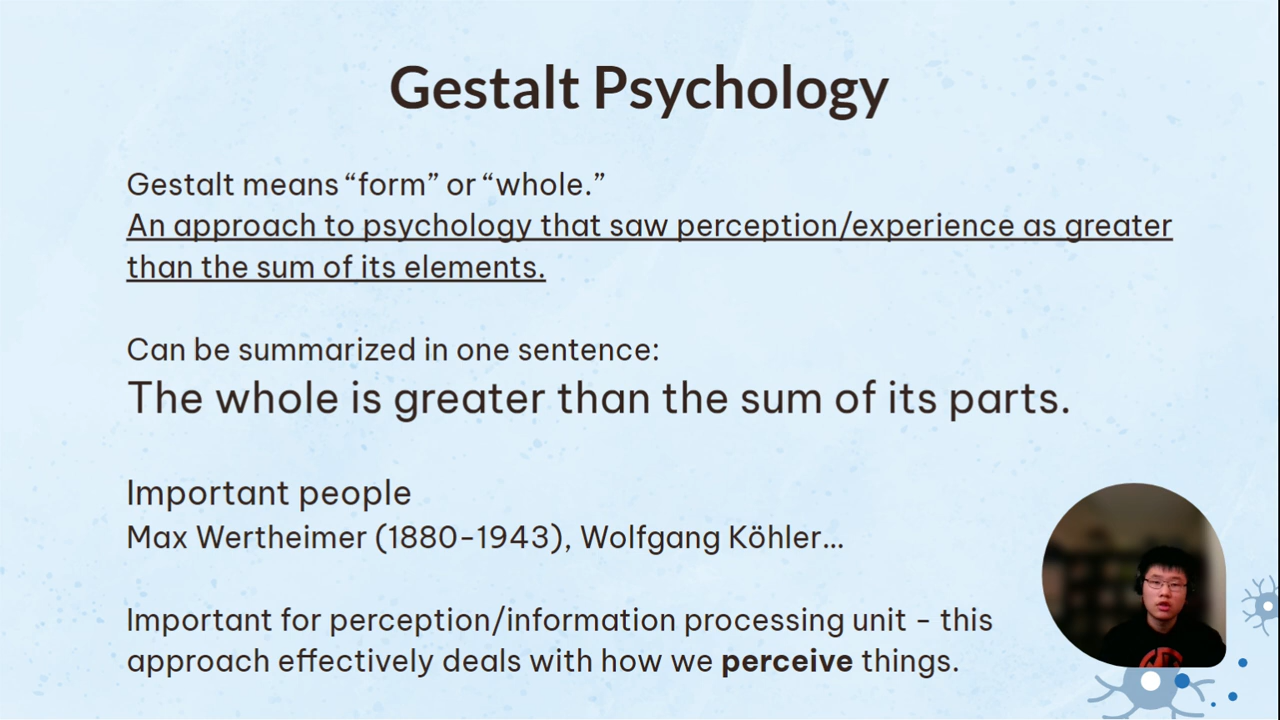 Gestalt Psychology
Gestalt means “form” or “whole.”
An approach to psychology that saw perception/experience as greater
than the sum of its elements.
Can be summarized in one sentence:
The whole is greater than the sum of its parts.
Important people
Max Wertheimer (1880-1943), Wolfgang Köhler...
Important for perception/information processing unit - this
approach effectively deals with how we perceive things.